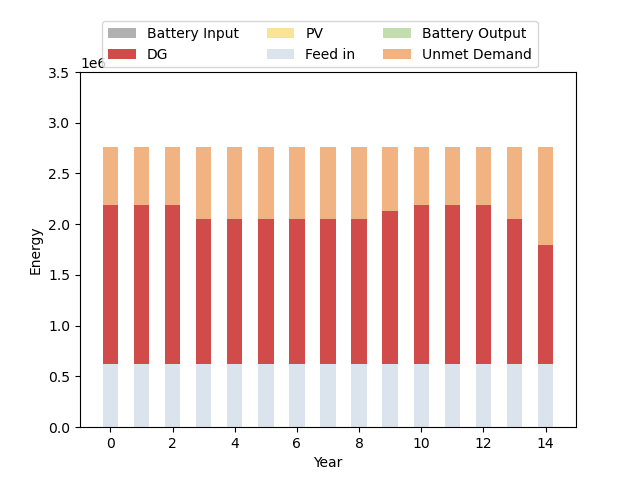 Battery Input PV Battery Output
DG Feed in Unmet Demand
1e6
3.5
3.0
2.5
2.0
1.5
1.0
0.5
0.0
Energy
0 2 4 6 8 10 12 14
Year